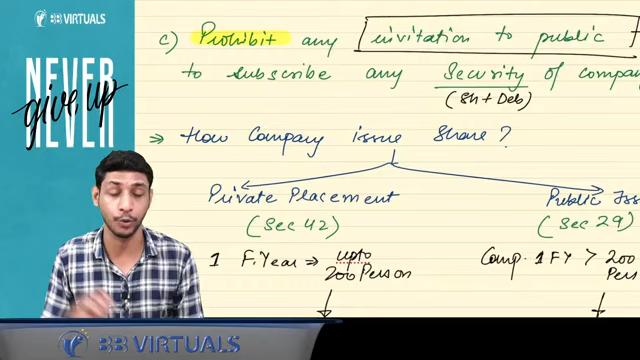 BB VIRTUALS
NEVER
give up
NEVER
c) Prohibit any invitation to public
to subscribe any Security of company
(Sh + Deb)
⇒ How Company issue Share?
Private Placement
Public
(Sec 42)
(Sec 29)
1 F.Year ⇒ upto
200 Person
Comp. 1 FY > 200
Pers
BB VIRTUALS